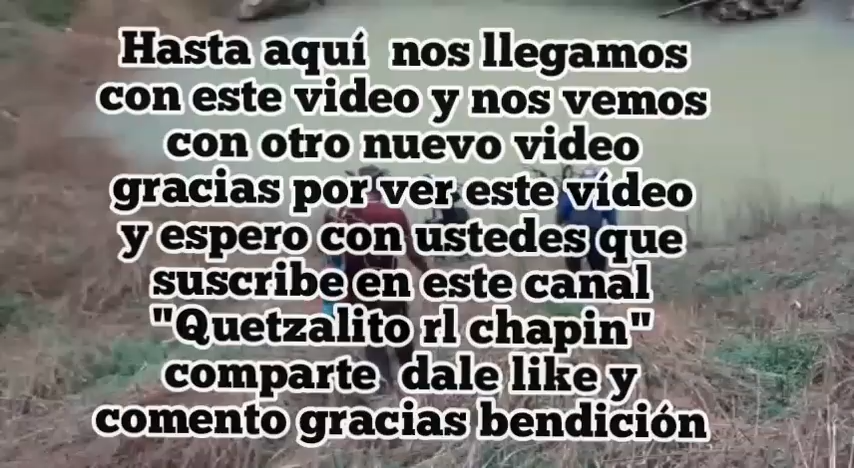 Hasta aquí nos llegamos
con este video y nos vemos
con otro nuevo video
gracias por ver este vídeo
y espero con ustedes que
suscribe en este canal
"Quetzalito rl chapin"
comparte dale like y
comento gracias bendición